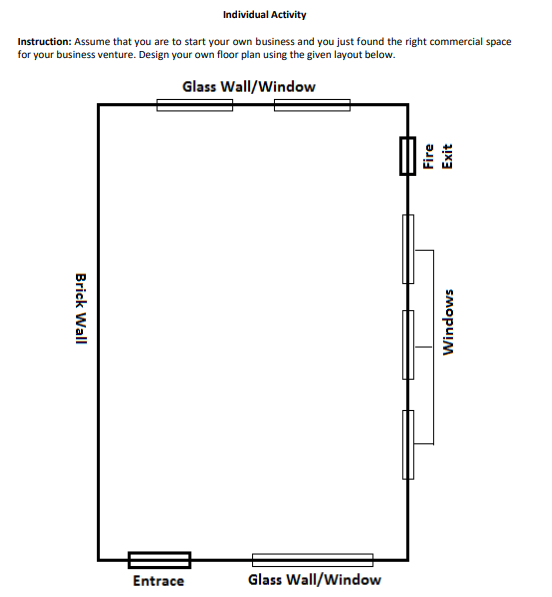 Individual Activity
Instruction: Assume that you are to start your own business and you just found the right commercial space
for your business venture. Design your own floor plan using the given layout below.
Glass Wall/Window
Fire
Exit
Brick Wall
Windows
Entrace
Glass Wall/Window